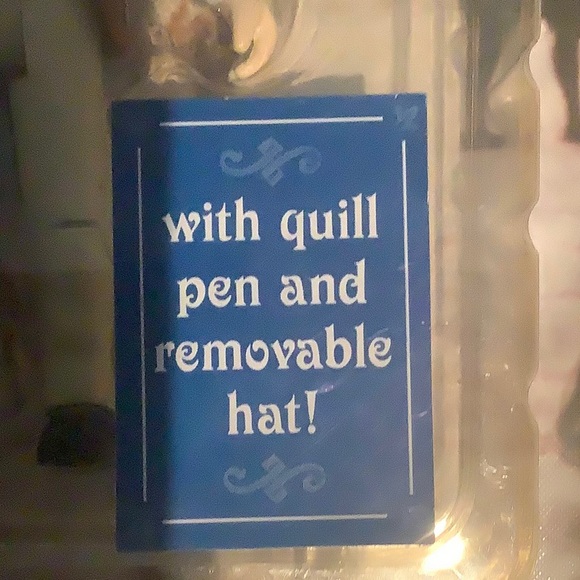 with quill
pen and
removable
hat!